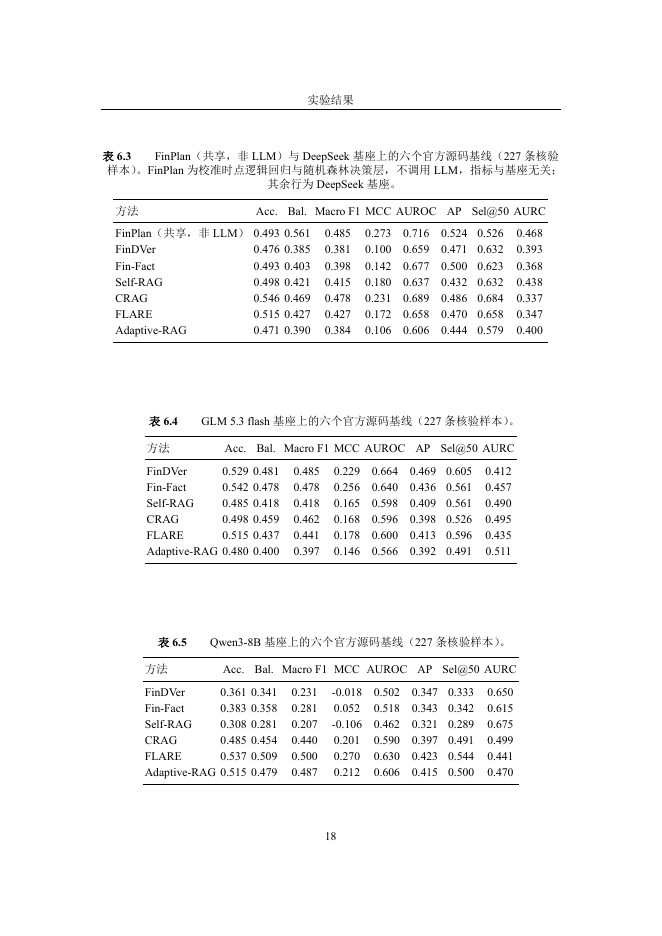 实验结果
表 6.3 FinPlan（共享，非 LLM）与 DeepSeek 基座上的六个官方源码基线（227 条核验
样本）。FinPlan 为校准时点逻辑回归与随机森林决策层，不调用 LLM，指标与基座无关；
其余行为 DeepSeek 基座。
方法 Acc. Bal. Macro F1 MCC AUROC AP Sel@50 AURC
FinPlan（共享，非 LLM） 0.493 0.561 0.485 0.273 0.716 0.524 0.526 0.468
FinDVer 0.476 0.385 0.381 0.100 0.659 0.471 0.632 0.393
Fin-Fact 0.493 0.403 0.398 0.142 0.677 0.500 0.623 0.368
Self-RAG 0.498 0.421 0.415 0.180 0.637 0.432 0.632 0.438
CRAG 0.546 0.469 0.478 0.231 0.689 0.486 0.684 0.337
FLARE 0.515 0.427 0.427 0.172 0.658 0.470 0.658 0.347
Adaptive-RAG 0.471 0.390 0.384 0.106 0.606 0.444 0.579 0.400
表 6.4 GLM 5.3 flash 基座上的六个官方源码基线（227 条核验样本）。
方法 Acc. Bal. Macro F1 MCC AUROC AP Sel@50 AURC
FinDVer 0.529 0.481 0.485 0.229 0.664 0.469 0.605 0.412
Fin-Fact 0.542 0.478 0.478 0.256 0.640 0.436 0.561 0.457
Self-RAG 0.485 0.418 0.418 0.165 0.598 0.409 0.561 0.490
CRAG 0.498 0.459 0.462 0.168 0.596 0.398 0.526 0.495
FLARE 0.515 0.437 0.441 0.178 0.600 0.413 0.596 0.435
Adaptive-RAG 0.480 0.400 0.397 0.146 0.566 0.392 0.491 0.511
表 6.5 Qwen3-8B 基座上的六个官方源码基线（227 条核验样本）。
方法 Acc. Bal. Macro F1 MCC AUROC AP Sel@50 AURC
FinDVer 0.361 0.341 0.231 -0.018 0.502 0.347 0.333 0.650
Fin-Fact 0.383 0.358 0.281 0.052 0.518 0.343 0.342 0.615
Self-RAG 0.308 0.281 0.207 -0.106 0.462 0.321 0.289 0.675
CRAG 0.485 0.454 0.440 0.201 0.590 0.397 0.491 0.499
FLARE 0.537 0.509 0.500 0.270 0.630 0.423 0.544 0.441
Adaptive-RAG 0.515 0.479 0.487 0.212 0.606 0.415 0.500 0.470
18